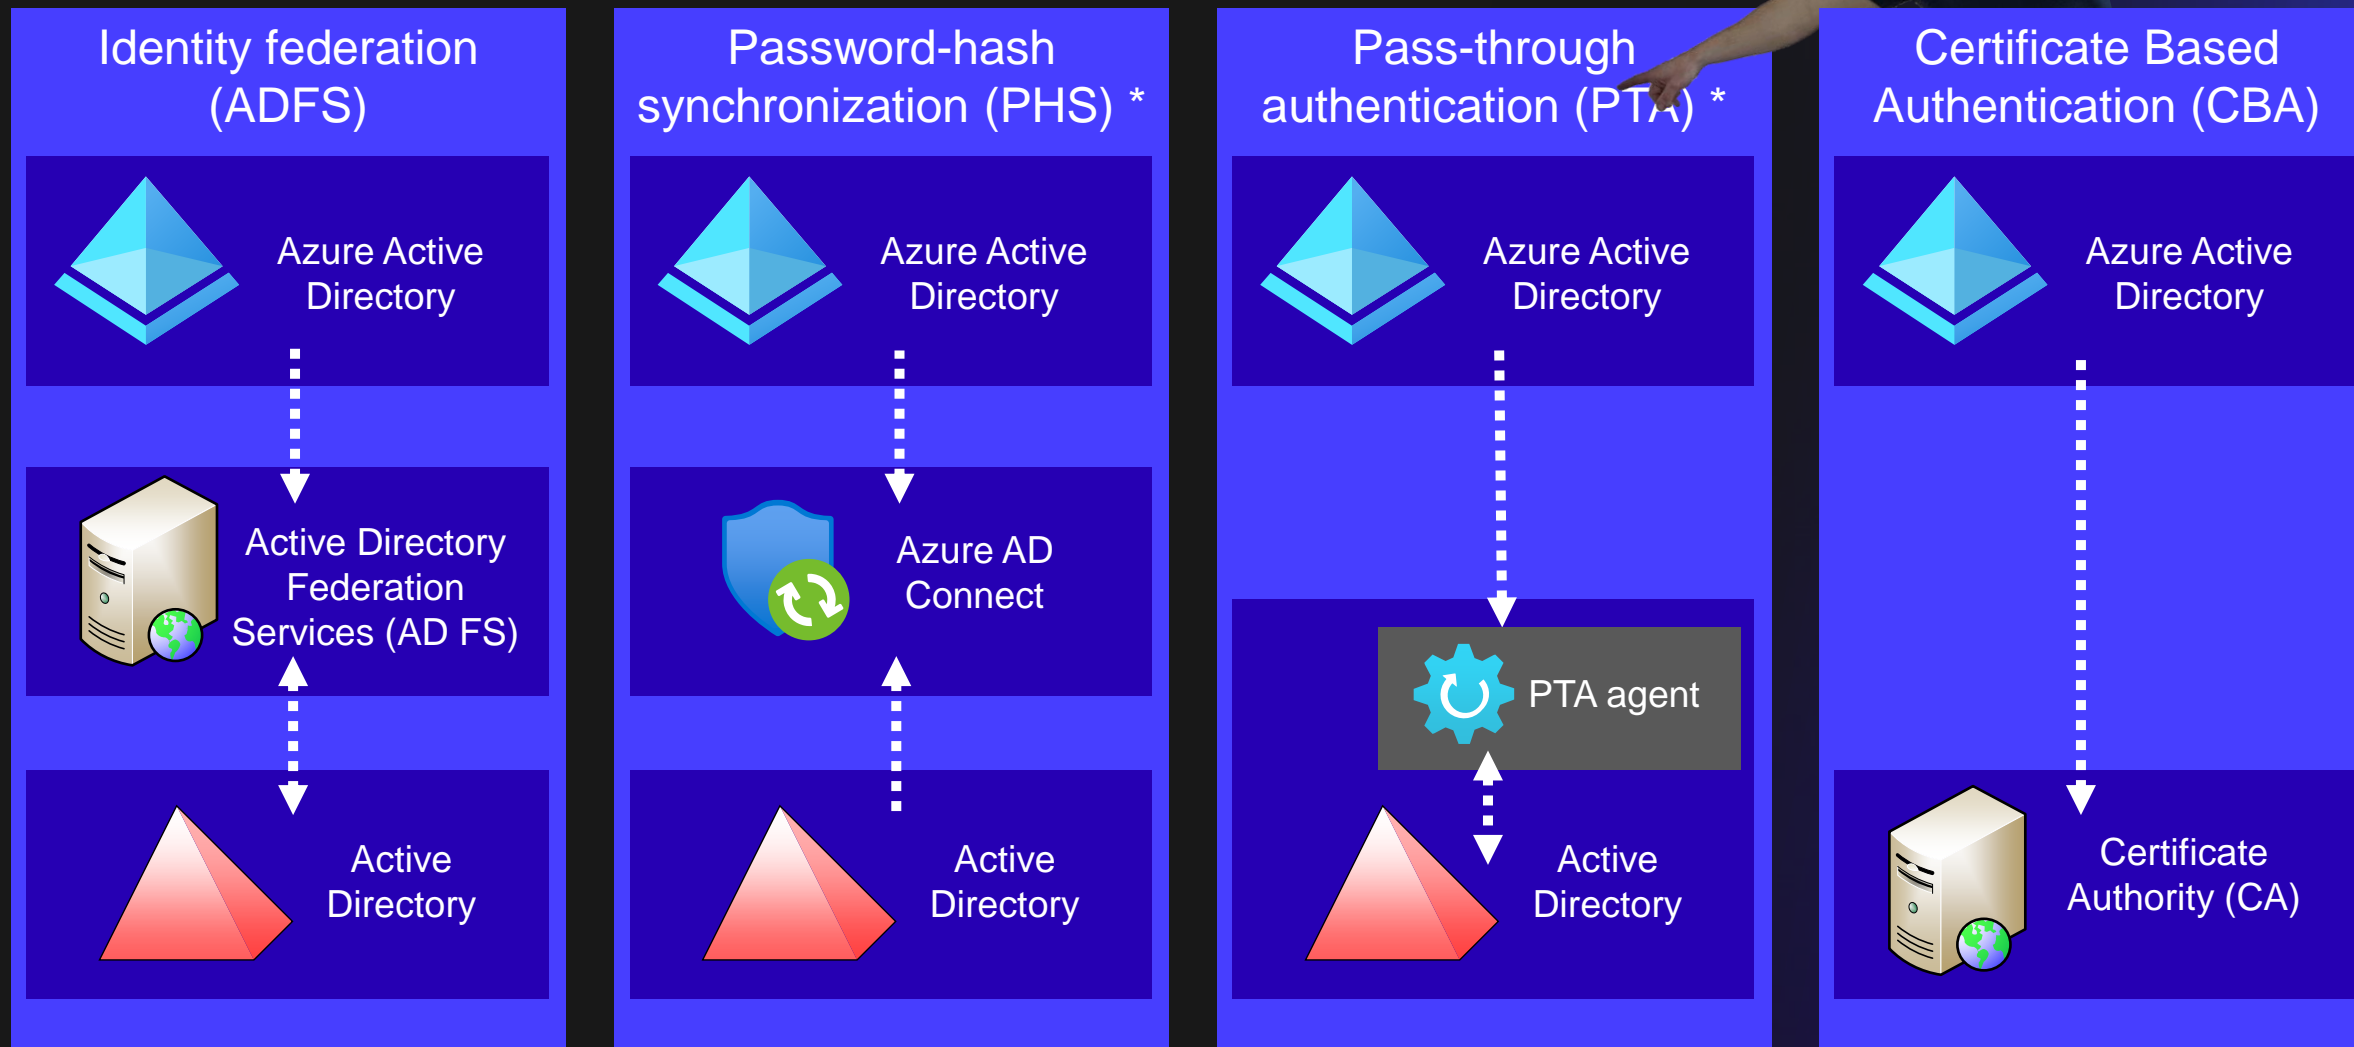 Identity federation
(ADFS)
Azure Active
Directory
Active Directory
Federation
Services (AD FS)
Active
Directory
Password-hash
synchronization (PHS) *
Azure Active
Directory
Azure AD
Connect
Active
Directory
Pass-through
authentication (PTA) *
Azure Active
Directory
PTA agent
Active
Directory
Certificate Based
Authentication (CBA)
Azure Active
Directory
Certificate
Authority (CA)